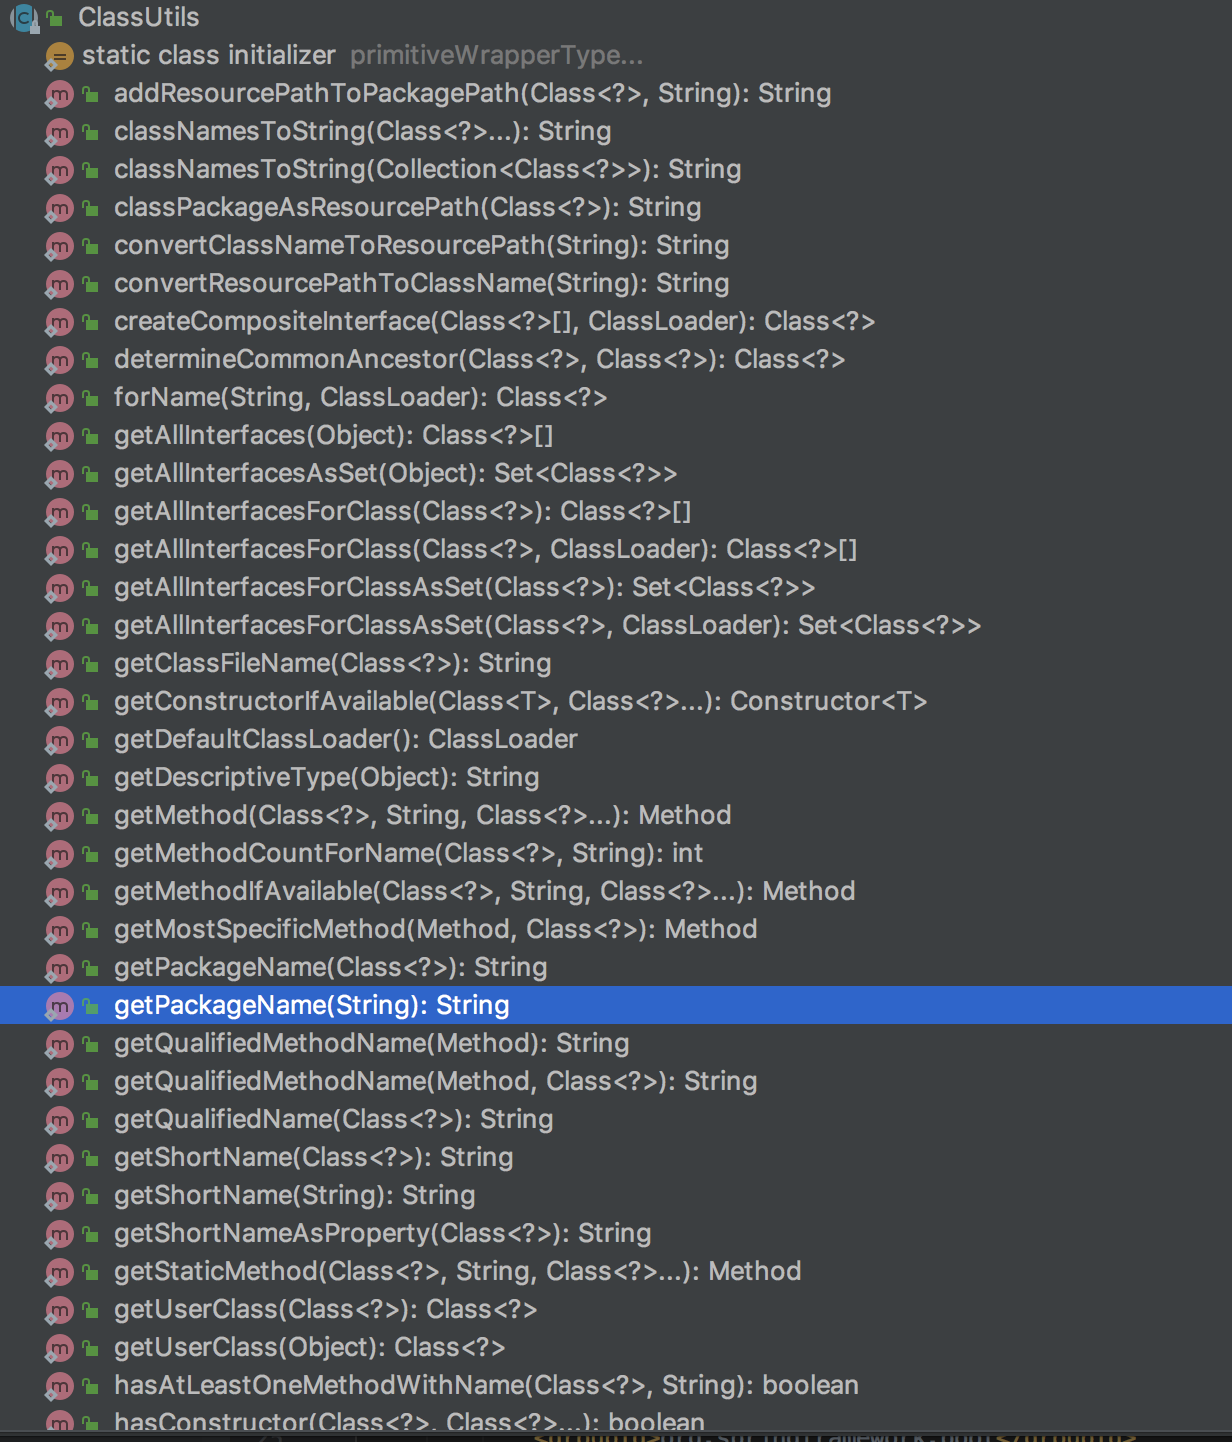 ClassUtils
static class initializer primitiveWrapperType...
addResourcePathToPackagePath(Class<?>, String): String
classNamesToString(Class<?>...): String
classNamesToString(Collection<Class<?>>): String
classPackageAsResourcePath(Class<?>): String
convertClassNameToResourcePath(String): String
convertResourcePathToClassName(String): String
createCompositeInterface(Class<?>[], ClassLoader): Class<?>
determineCommonAncestor(Class<?>, Class<?>): Class<?>
forName(String, ClassLoader): Class<?>
getAllInterfaces(Object): Class<?>[]
getAllInterfacesAsSet(Object): Set<Class<?>>
getAllInterfacesForClass(Class<?>): Class<?>[]
getAllInterfacesForClass(Class<?>, ClassLoader): Class<?>[]
getAllInterfacesForClassAsSet(Class<?>): Set<Class<?>>
getAllInterfacesForClassAsSet(Class<?>, ClassLoader): Set<Class<?>>
getClassFileName(Class<?>): String
getConstructorIfAvailable(Class<T>, Class<?>...): Constructor<T>
getDefaultClassLoader(): ClassLoader
getDescriptiveType(Object): String
getMethod(Class<?>, String, Class<?>...): Method
getMethodCountForName(Class<?>, String): int
getMethodIfAvailable(Class<?>, String, Class<?>...): Method
getMostSpecificMethod(Method, Class<?>): Method
getPackageName(Class<?>): String
getPackageName(String): String
getQualifiedMethodName(Method): String
getQualifiedMethodName(Method, Class<?>): String
getQualifiedName(Class<?>): String
getShortName(Class<?>): String
getShortName(String): String
getShortNameAsProperty(Class<?>): String
getStaticMethod(Class<?>, String, Class<?>...): Method
getUserClass(Class<?>): Class<?>
getUserClass(Object): Class<?>
hasAtLeastOneMethodWithName(Class<?>, String): boolean
hasConstructor(Class<?>, Class<?>...): boolean